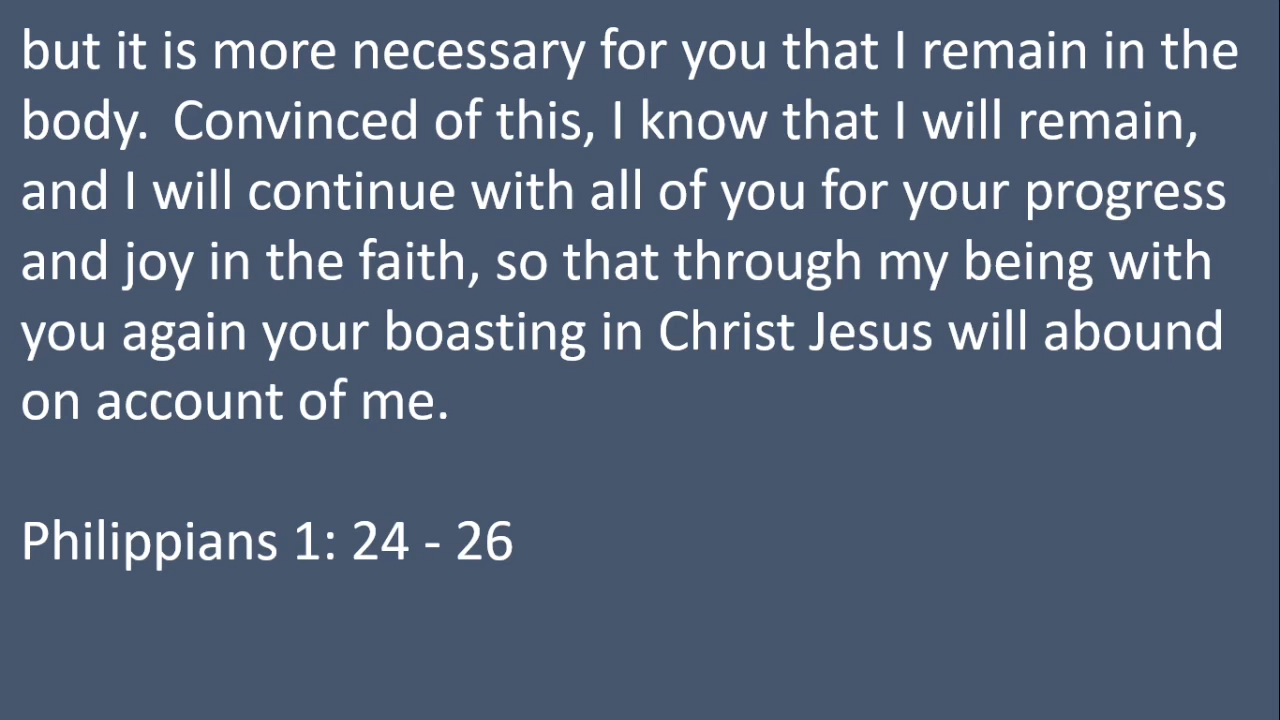 but it is more necessary for you that I remain in the
body.  Convinced of this, I know that I will remain,
and I will continue with all of you for your progress
and joy in the faith, so that through my being with
you again your boasting in Christ Jesus will abound
on account of me.
Philippians 1: 24 - 26